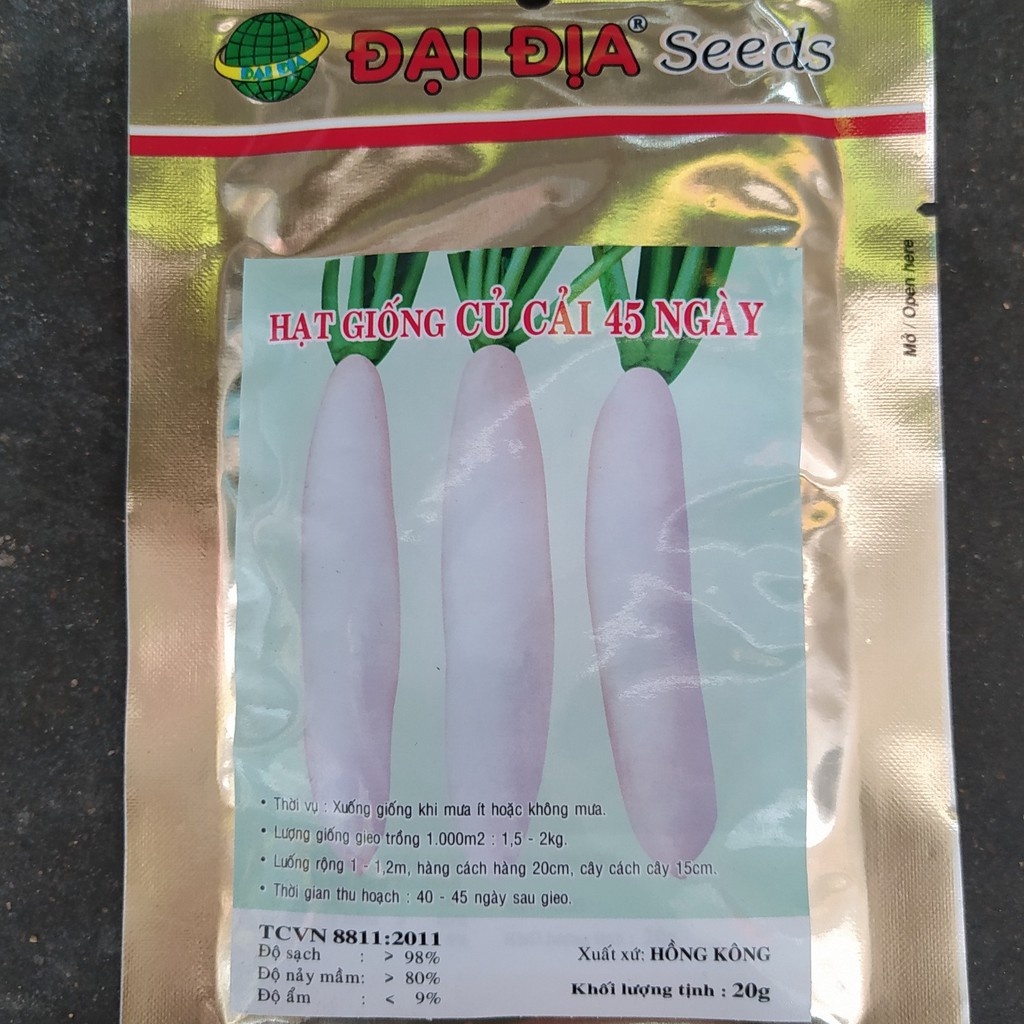 ĐẠI ĐỊA
ĐẠI ĐỊA® Seeds
Mở / Open here
HẠT GIỐNG CỦ CẢI 45 NGÀY
• Thời vụ : Xuống giống khi mưa ít hoặc không mưa.
• Lượng giống gieo trồng 1.000m2 : 1,5 - 2kg.
• Luống rộng 1 - 1,2m, hàng cách hàng 20cm, cây cách cây 15cm.
• Thời gian thu hoạch : 40 - 45 ngày sau gieo.
TCVN 8811:2011
Độ sạch : > 98%
Độ nảy mầm: > 80%
Độ ẩm : < 9%
Xuất xứ: HỒNG KÔNG
Khối lượng tịnh : 20g